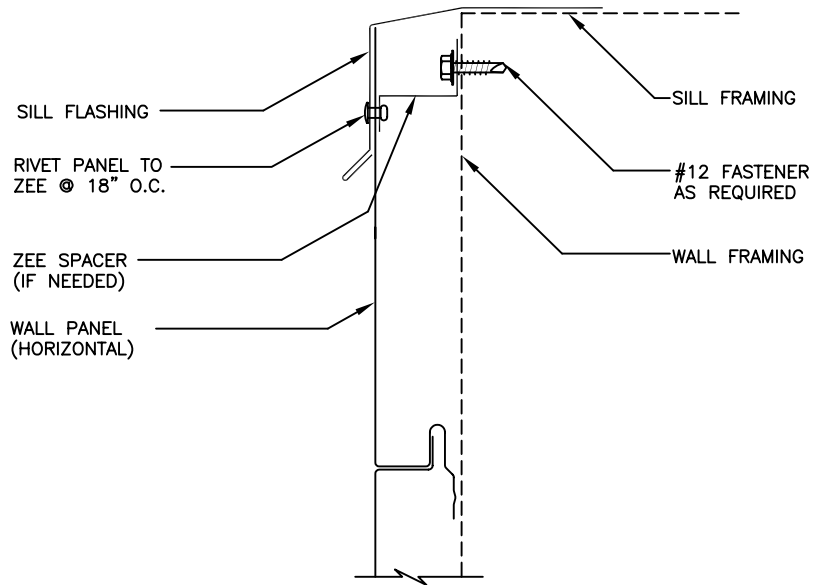 SILL FLASHING
RIVET PANEL TO
ZEE @ 18" O.C.
ZEE SPACER
(IF NEEDED)
WALL PANEL
(HORIZONTAL)
SILL FRAMING
#12 FASTENER
AS REQUIRED
WALL FRAMING